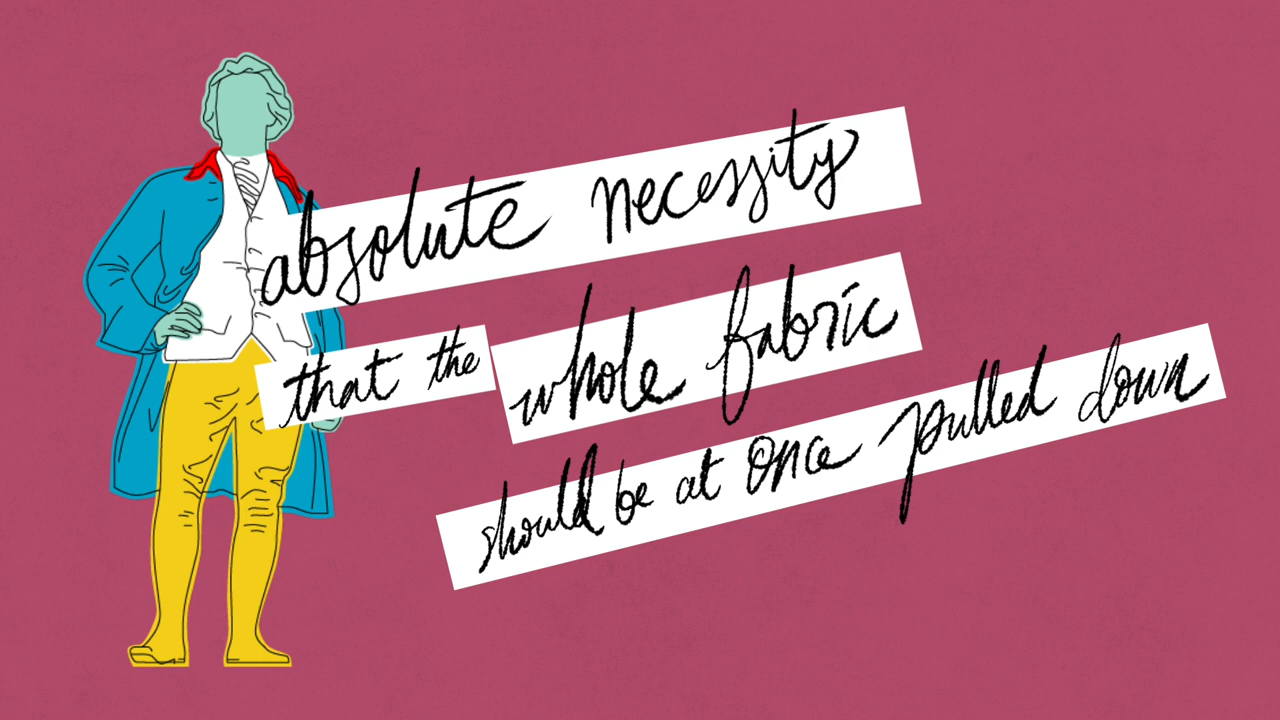 absolute necessity
that the whole fabric
should be at once pulled down